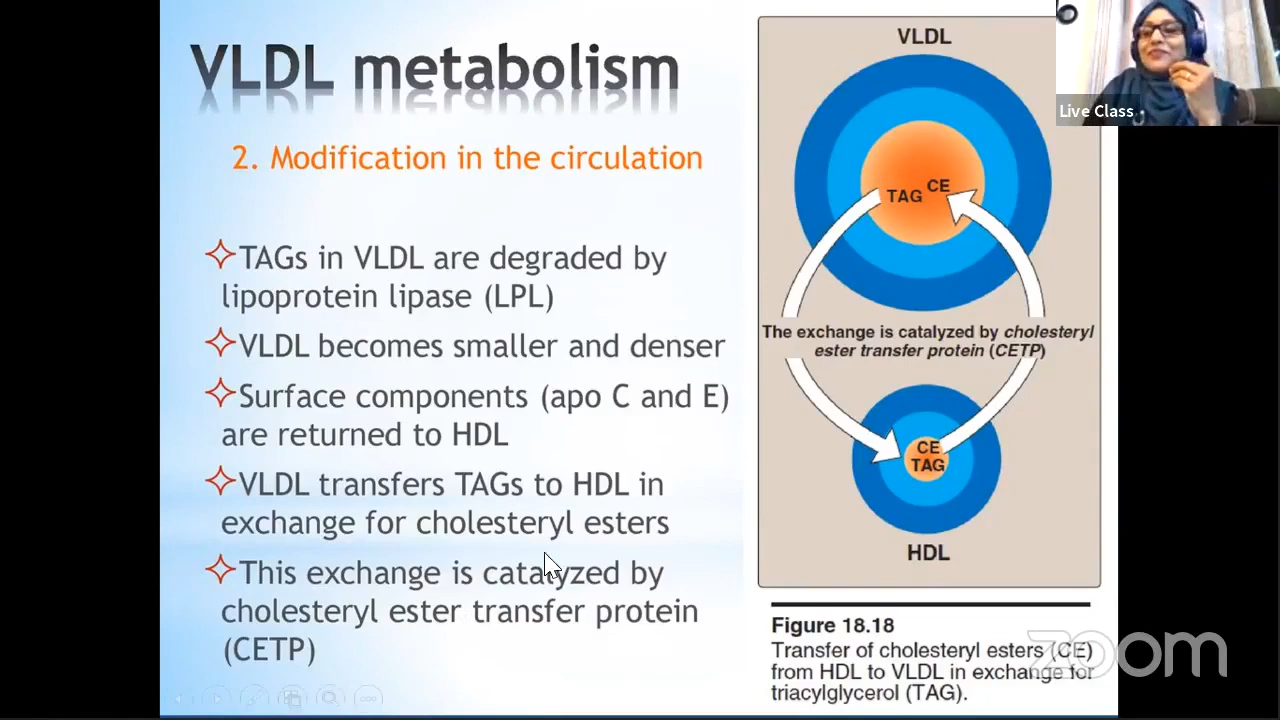 VLDL metabolism
2. Modification in the circulation
TAGs in VLDL are degraded by
lipoprotein lipase (LPL)
VLDL becomes smaller and denser
Surface components (apo C and E)
are returned to HDL
VLDL transfers TAGs to HDL in
exchange for cholesteryl esters
This exchange is catalyzed by
cholesteryl ester transfer protein
(CETP)
VLDL
TAG CE
The exchange is catalyzed by cholesteryl
ester transfer protein (CETP)
CE
TAG
HDL
Figure 18.18
Transfer of cholesteryl esters (CE)
from HDL to VLDL in exchange for
triacylglycerol (TAG).
Live Class
zoom